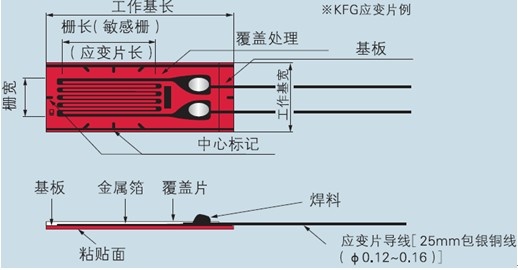 工作基长
※KFG应变片例
栅长(敏感栅)
(应变片长)
覆盖处理
基板
栅宽
工作基宽
中心标记
基板
金属箔
覆盖片
焊料
粘贴面
应变片导线[25mm包银铜线
(ϕ0.12~0.16)]